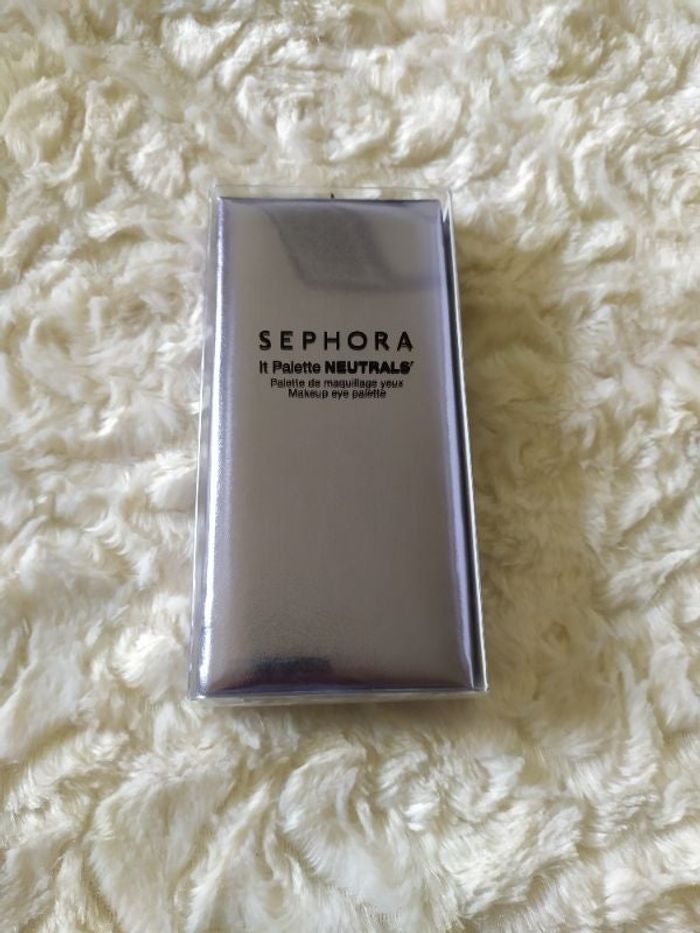 SEPHORA
It Palette NEUTRALS'
Palette de maquillage yeux
Makeup eye palette